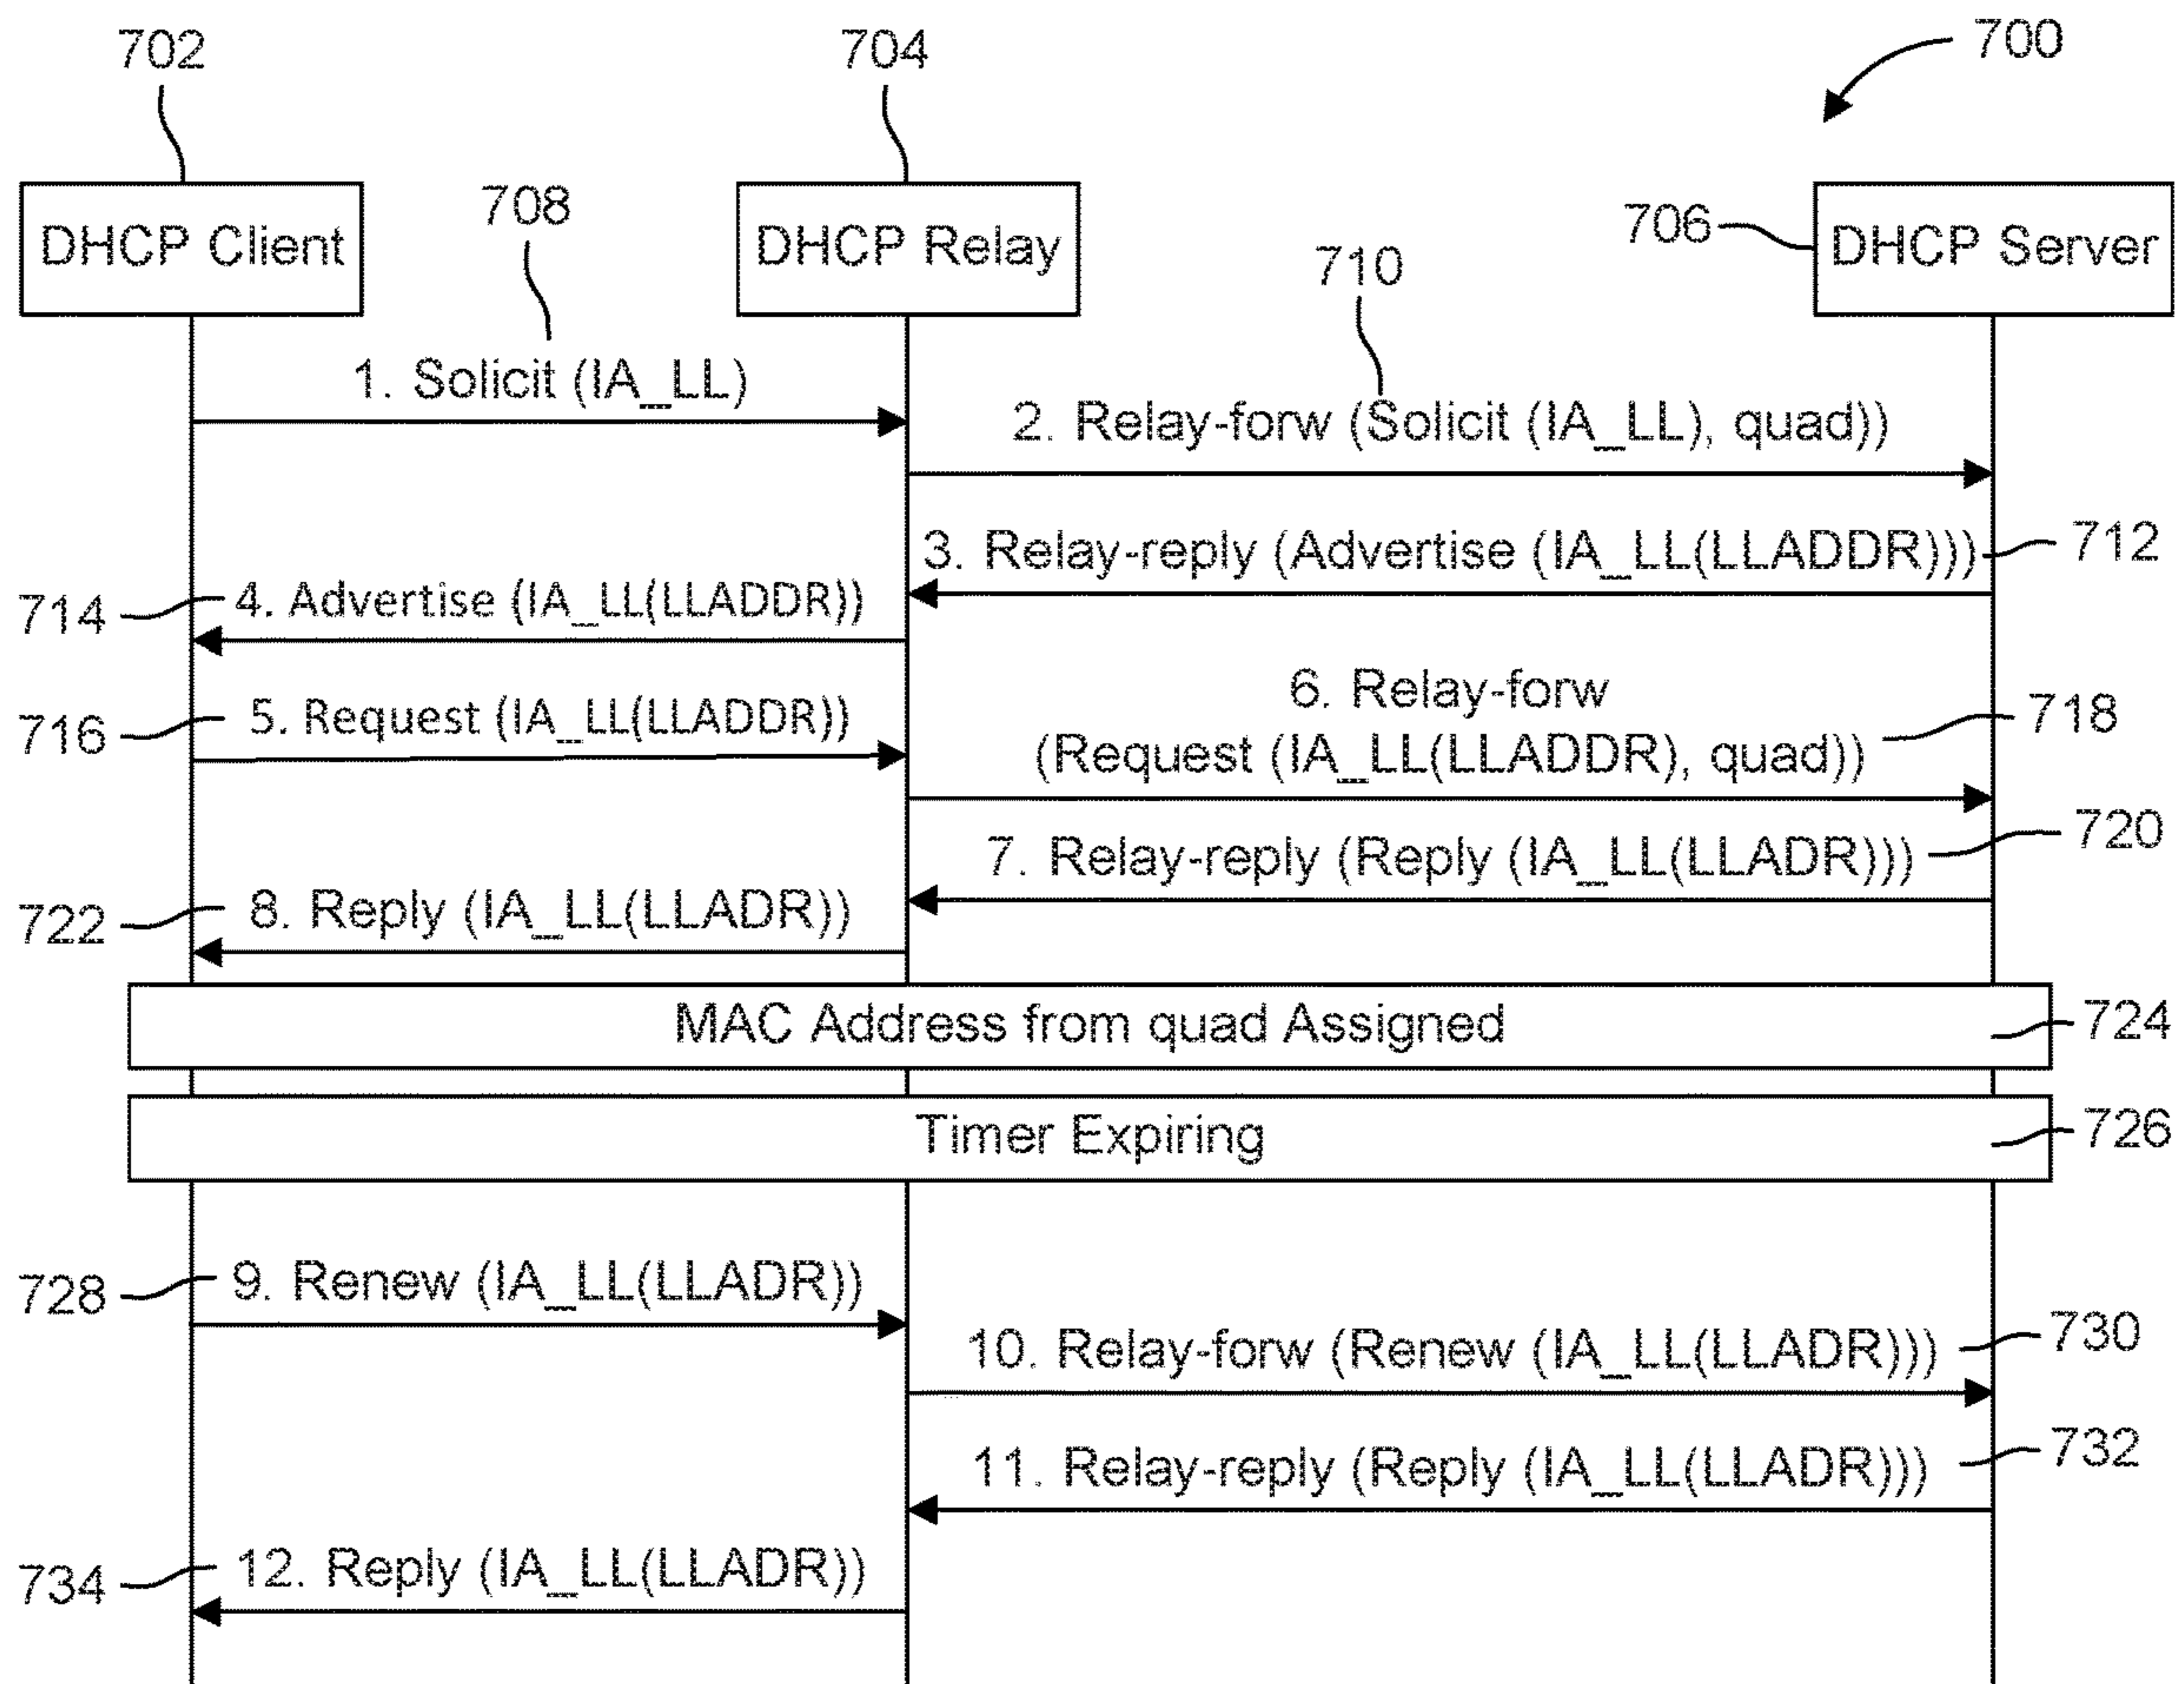 702
704
700
708
706
710
DHCP Client
DHCP Relay
DHCP Server
1. Solicit (IA_LL)
2. Relay-forw (Solicit (IA_LL), quad))
3. Relay-reply (Advertise (IA_LL(LLADDR)))
712
714
4. Advertise (IA_LL(LLADDR))
716
5. Request (IA_LL(LLADDR))
6. Relay-forw
(Request (IA_LL(LLADDR), quad))
718
7. Relay-reply (Reply (IA_LL(LLADR)))
720
722
8. Reply (IA_LL(LLADR))
MAC Address from quad Assigned
724
Timer Expiring
726
728
9. Renew (IA_LL(LLADR))
10. Relay-forw (Renew (IA_LL(LLADR)))
730
11. Relay-reply (Reply (IA_LL(LLADR)))
732
734
12. Reply (IA_LL(LLADR))